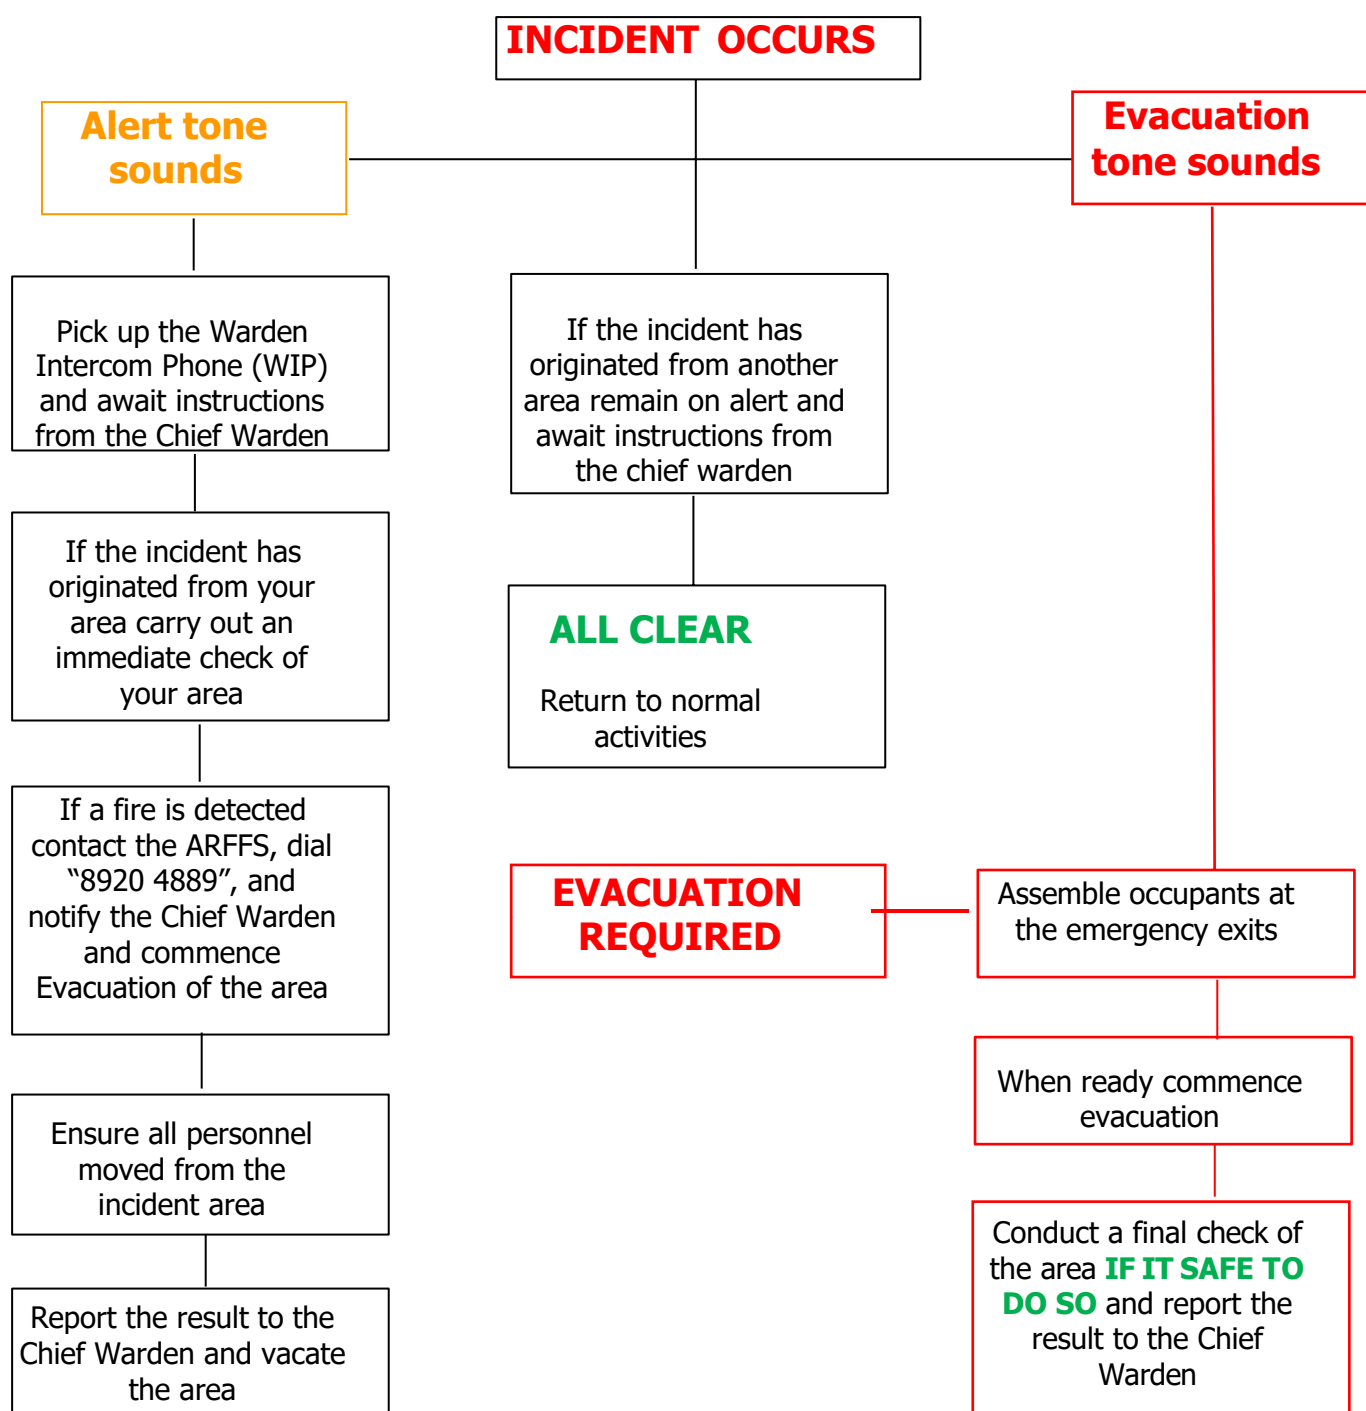 INCIDENT OCCURS
Alert tone
sounds
Evacuation
tone sounds
Pick up the Warden
Intercom Phone (WIP)
and await instructions
from the Chief Warden
If the incident has
originated from your
area carry out an
immediate check of
your area
If a fire is detected
contact the ARFFS, dial
“8920 4889”, and
notify the Chief Warden
and commence
Evacuation of the area
Ensure all personnel
moved from the
incident area
Report the result to the
Chief Warden and vacate
the area
If the incident has
originated from another
area remain on alert and
await instructions from
the chief warden
ALL CLEAR
Return to normal
activities
EVACUATION
REQUIRED
Assemble occupants at
the emergency exits
When ready commence
evacuation
Conduct a final check of
the area IF IT SAFE TO
DO SO and report the
result to the Chief
Warden